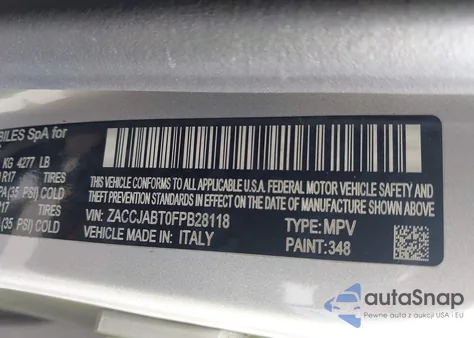 BILES SpA for
KG 4277 LB
R17 TIRES
PA(35 PSI) COLD
17 TIRES
(35 PSI) COLD
THIS VEHICLE CONFORMS TO ALL APPLICABLE U.S.A. FEDERAL MOTOR VEHICLE SAFETY
AND THEFT PREVENTION STANDARDS IN EFFECT ON THE DATE OF MANUFACTURE SHOWN ABOVE.
VIN: ZACCJABT0FPB28118 TYPE: MPV
VEHICLE MADE IN: ITALY PAINT: 348
autoSnap
Pewne auta z USA i EU